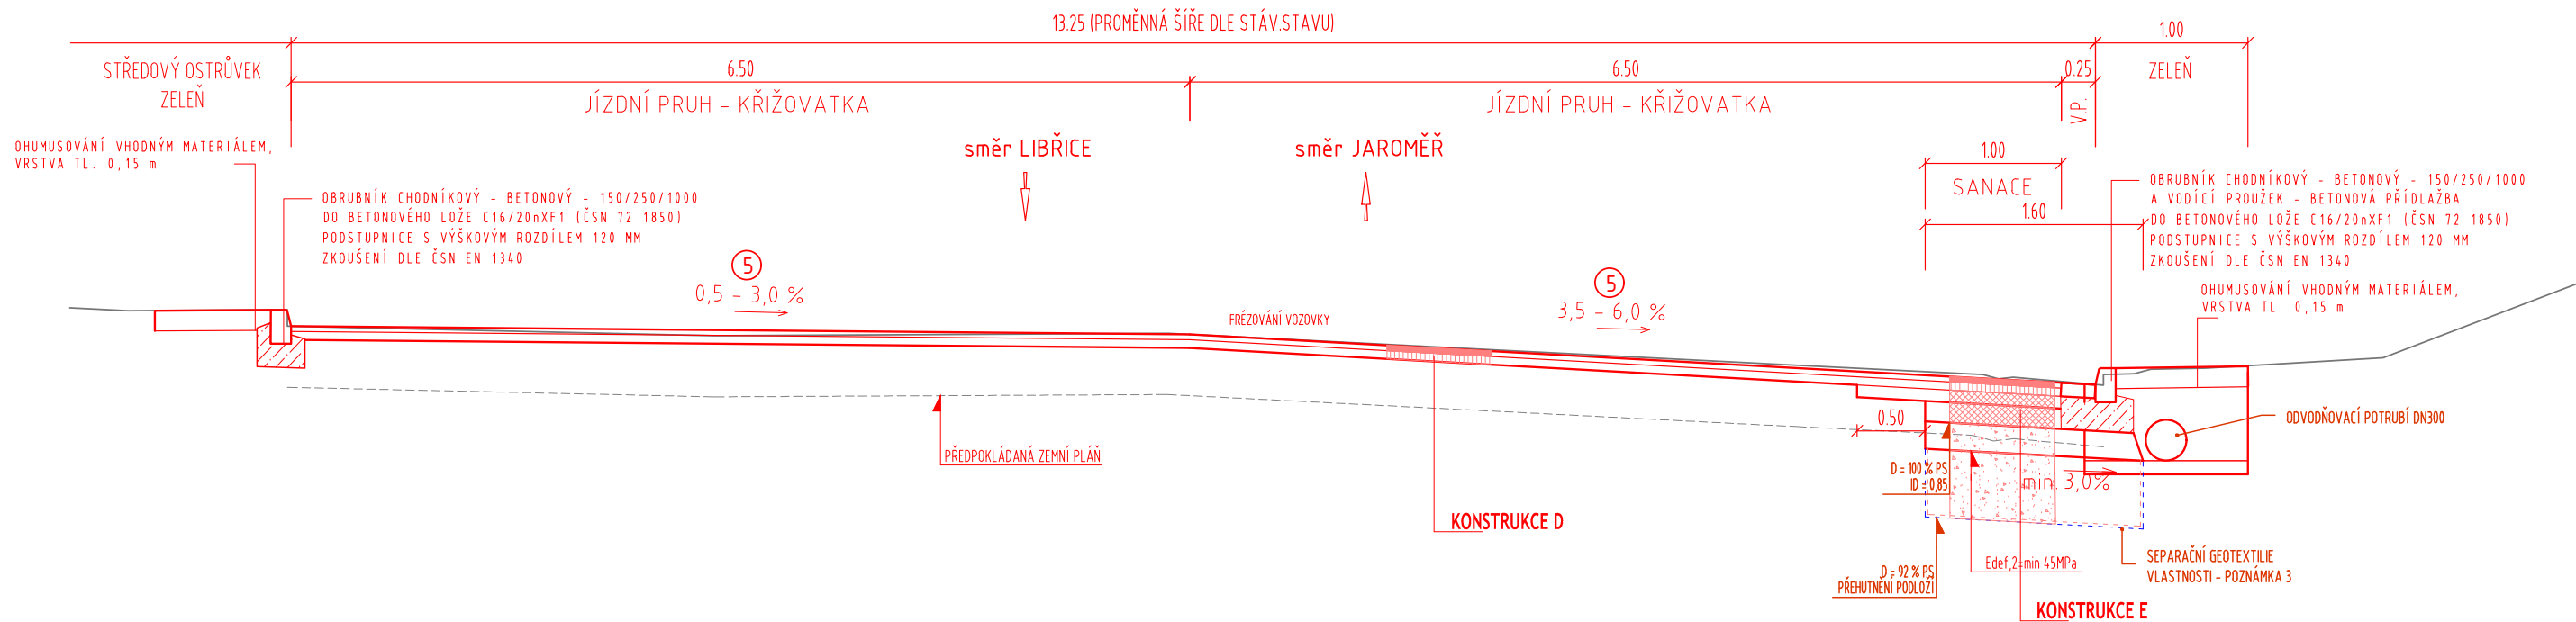 13.25 (PROMĚNNÁ ŠÍŘE DLE STÁV.STAVU)
1.00
STŘEDOVÝ OSTRŮVEK
ZELEŇ
6.50
6.50
0.25
ZELEŇ
JÍZDNÍ PRUH - KŘIŽOVATKA
JÍZDNÍ PRUH - KŘIŽOVATKA
V.P.
OHUMUSOVÁNÍ VHODNÝM MATERIÁLEM,
VRSTVA TL. 0,15 m
směr LIBŘICE
směr JAROMĚŘ
1.00
SANACE
1.60
OBRUBNÍK CHODNÍKOVÝ - BETONOVÝ - 150/250/1000
DO BETONOVÉHO LOŽE C16/20nXF1 (ČSN 72 1850)
PODSTUPNICE S VÝŠKOVÝM ROZDÍLEM 120 MM
ZKOUŠENÍ DLE ČSN EN 1340
OBRUBNÍK CHODNÍKOVÝ - BETONOVÝ - 150/250/1000
A VODÍCÍ PROUŽEK - BETONOVÁ PŘÍDLAŽBA
DO BETONOVÉHO LOŽE C16/20nXF1 (ČSN 72 1850)
PODSTUPNICE S VÝŠKOVÝM ROZDÍLEM 120 MM
ZKOUŠENÍ DLE ČSN EN 1340
OHUMUSOVÁNÍ VHODNÝM MATERIÁLEM,
VRSTVA TL. 0,15 m
5
0,5 - 3,0 %
5
3,5 - 6,0 %
FRÉZOVÁNÍ VOZOVKY
0.50
ODVODŇOVACÍ POTRUBÍ DN300
PŘEDPOKLÁDANÁ ZEMNÍ PLÁŇ
D = 100 % PS
ID = 0,85
min. 3,0%
KONSTRUKCE D
Edef,2=min 45MPa
D = 92 % PS
PŘEHUTNĚNÍ PODLOŽÍ
SEPARAČNÍ GEOTEXTILIE
VLASTNOSTI - POZNÁMKA 3
KONSTRUKCE E